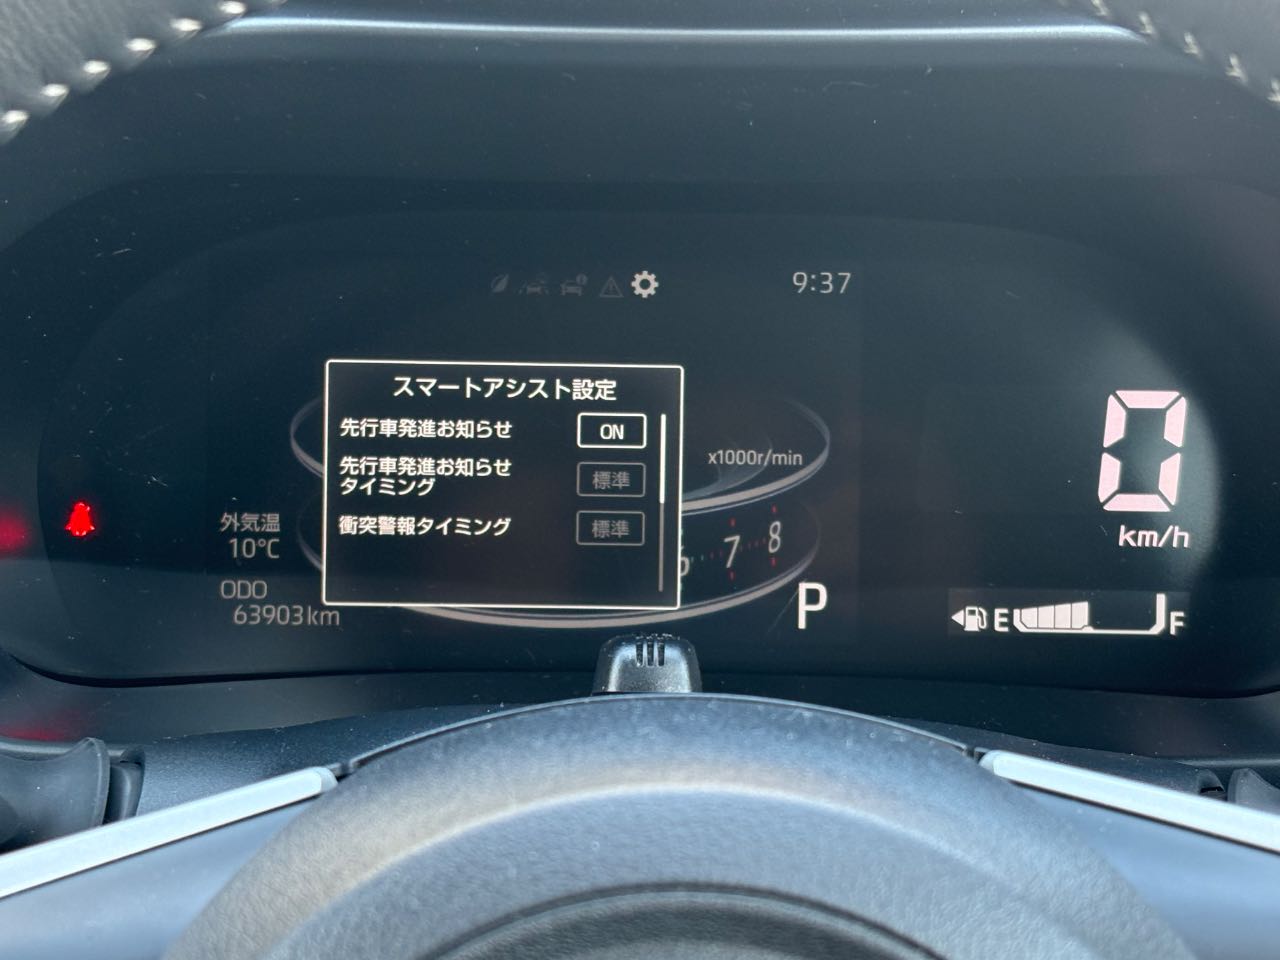 9:37
スマートアシスト設定
先行車発進お知らせ ON
先行車発進お知らせ
タイミング 標準
衝突警報タイミング 標準
x1000r/min
7 8
外気温
10℃
ODO
63903km
P
0
km/h
E F